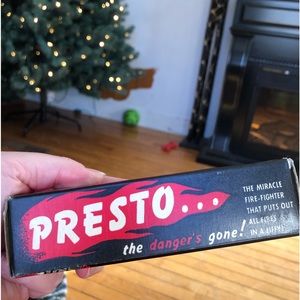 PRESTO...
the danger's gone!
THE MIRACLE
FIRE-FIGHTER
THAT PUTS OUT
ALL FIRES
IN A JIFFY!